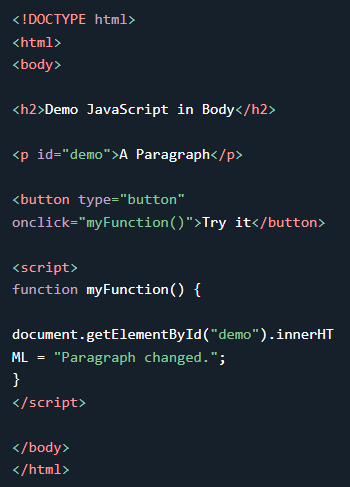 <!DOCTYPE html>
<html>
<body>
<h2>Demo JavaScript in Body</h2>
<p id="demo">A Paragraph</p>
<button type="button"
onclick="myFunction()">Try it</button>
<script>
function myFunction() {
document.getElementById("demo").innerHT
ML = "Paragraph changed.";
}
</script>
</body>
</html>